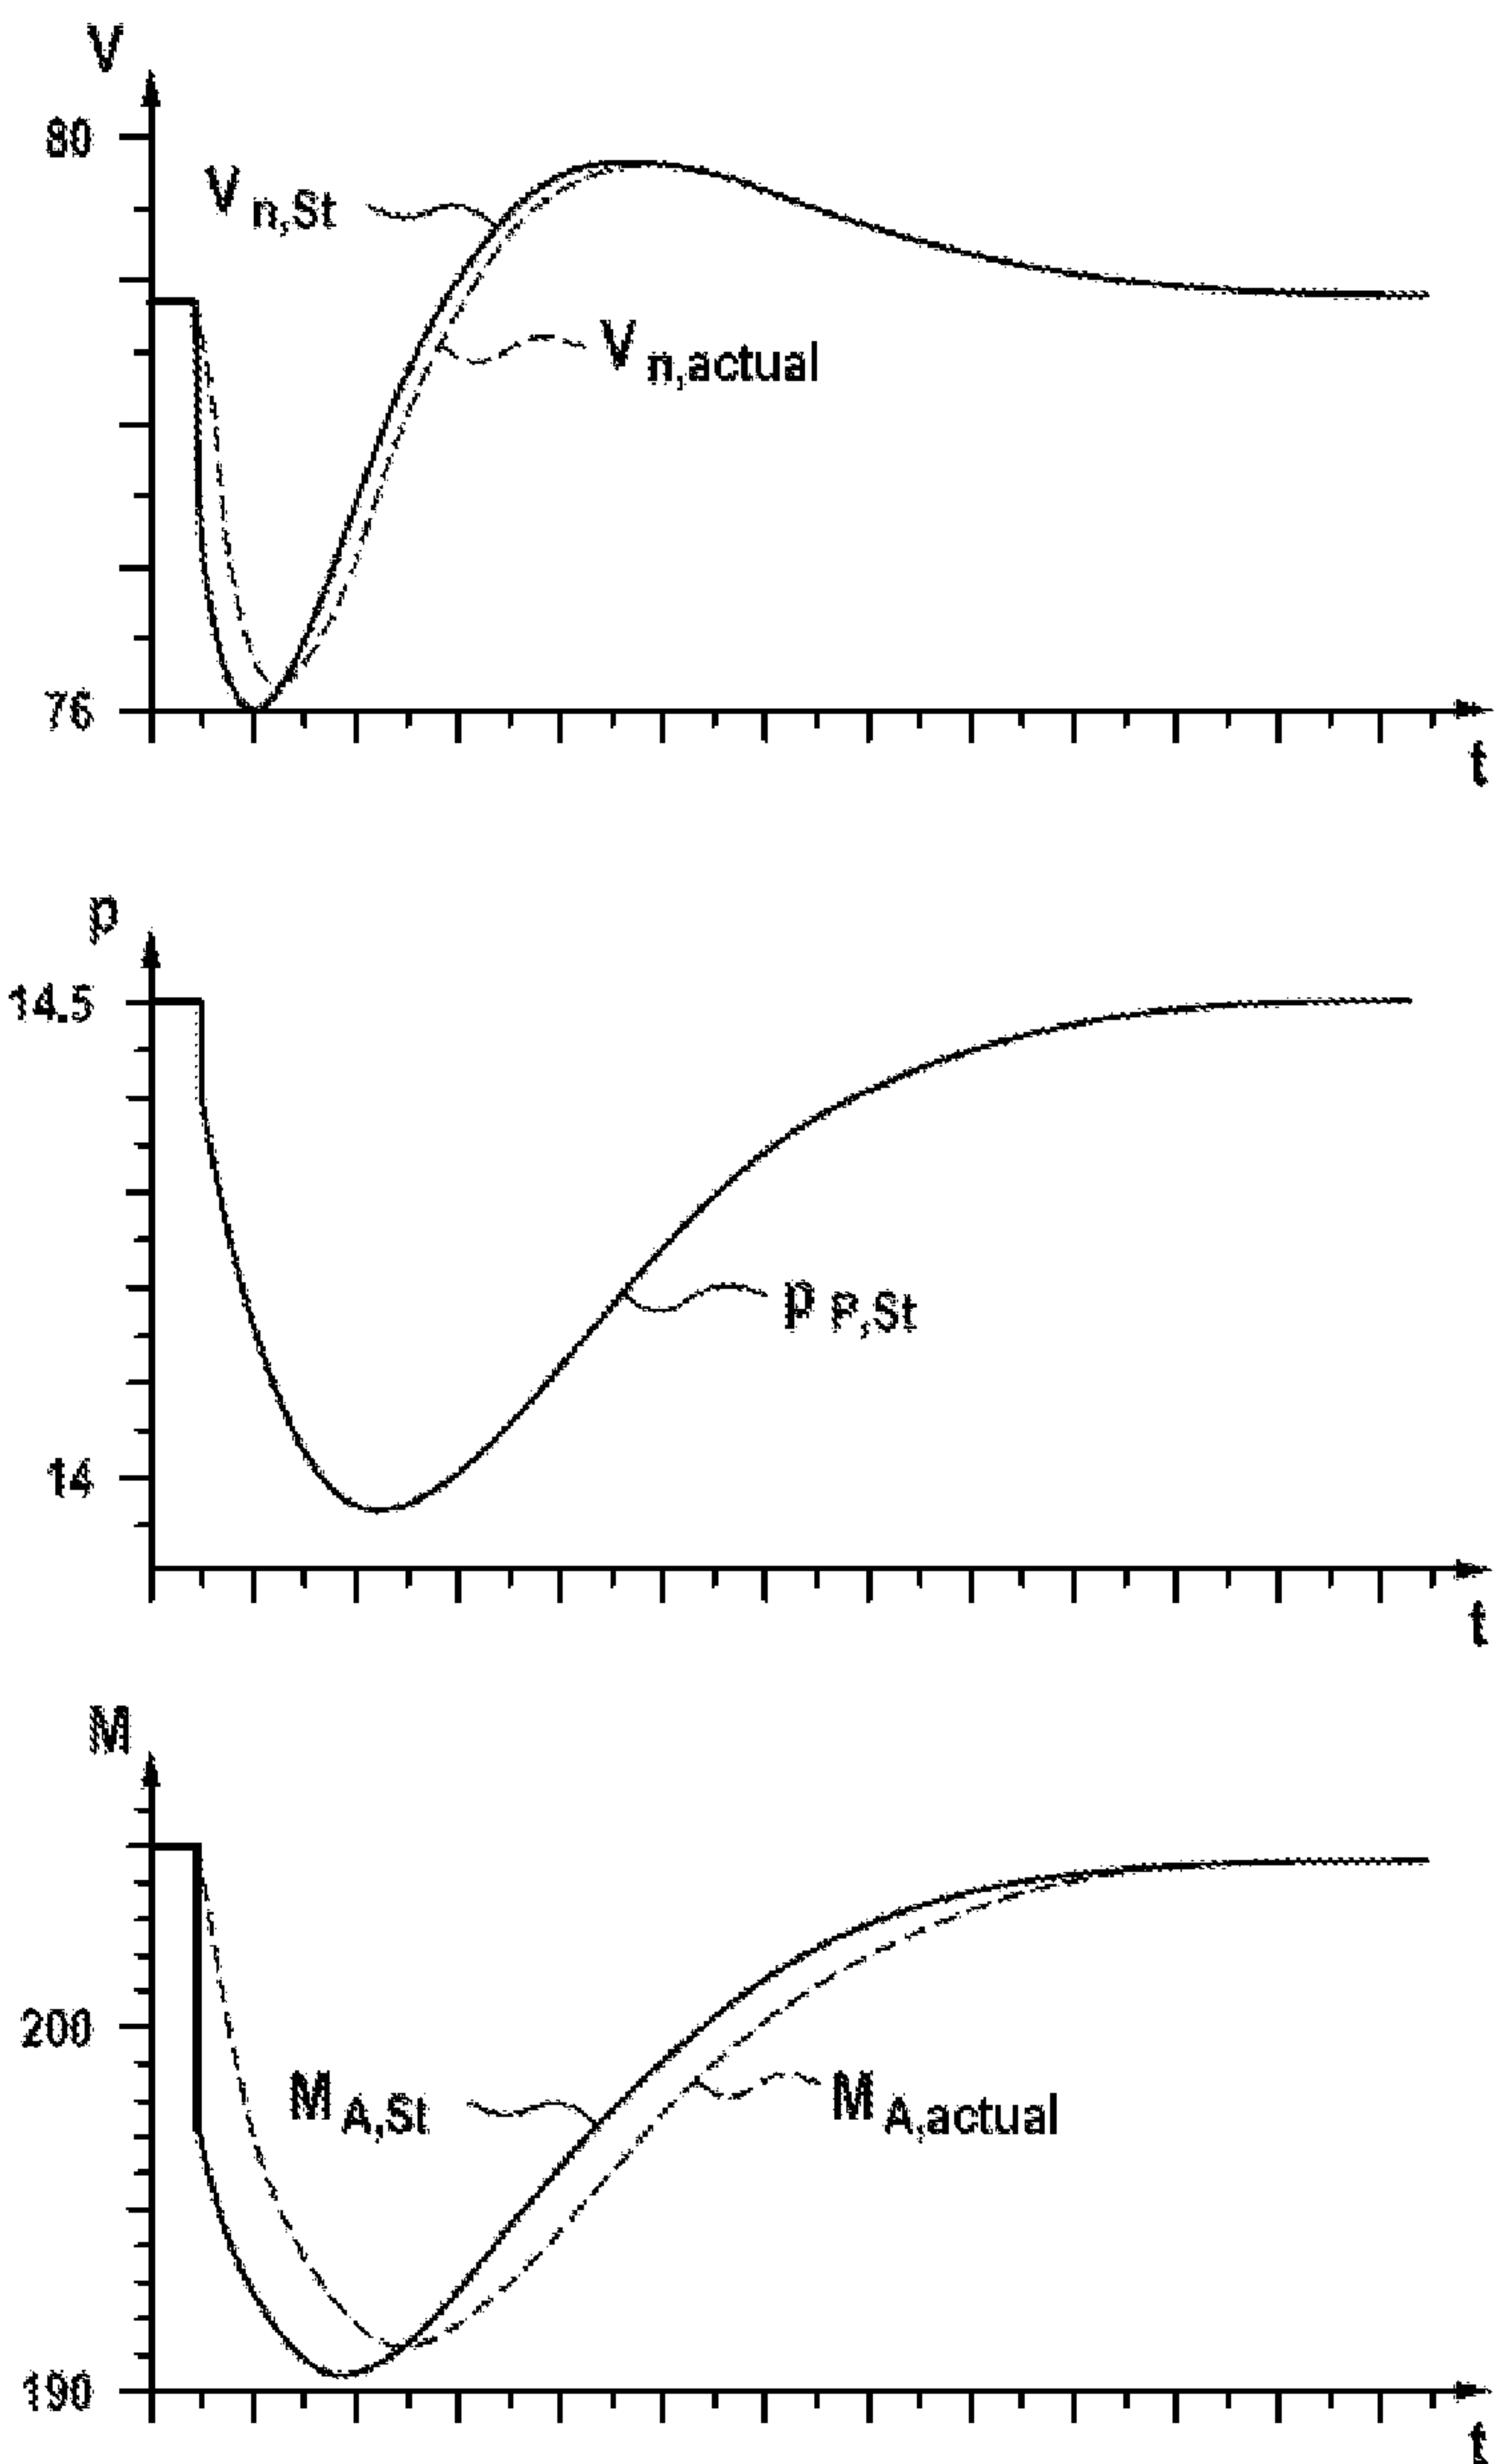 V
80
V n,St
V n,actual
76
t
p
14.5
p P,St
14
t
M
200
M A,St
M A,actual
190
t